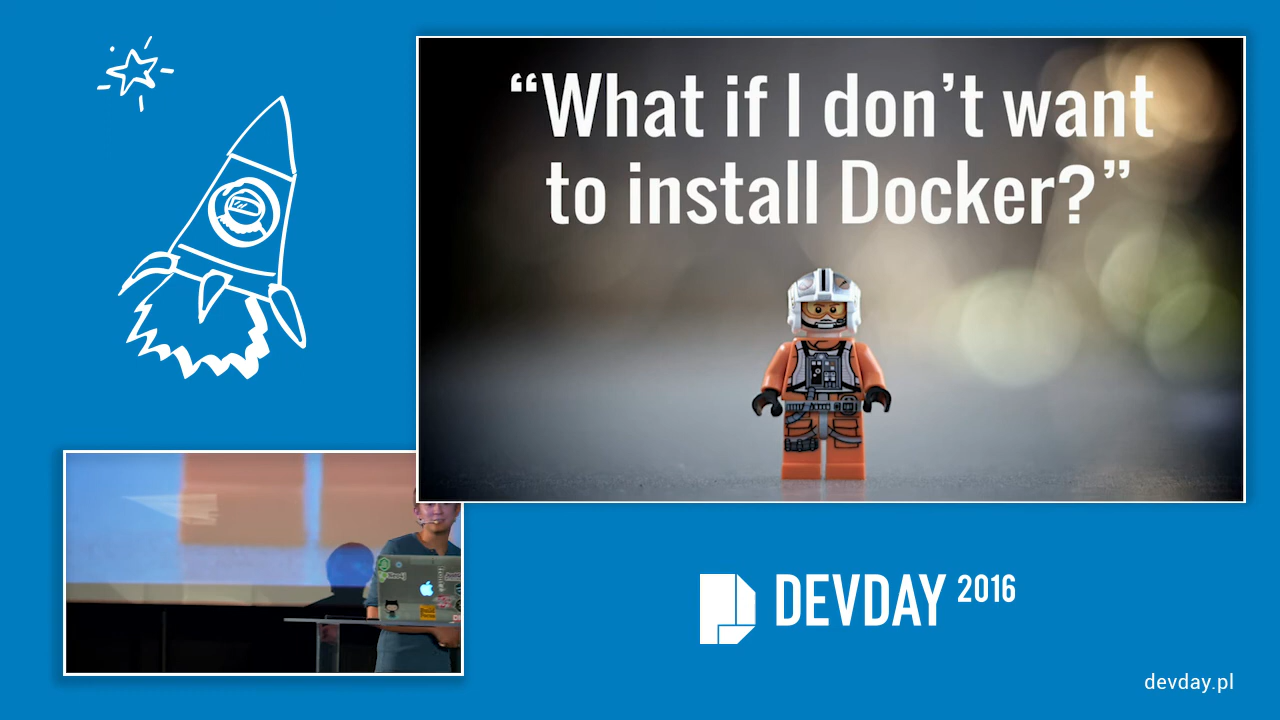 “What if I don’t want
to install Docker?”
DEVDAY 2016
devday.pl